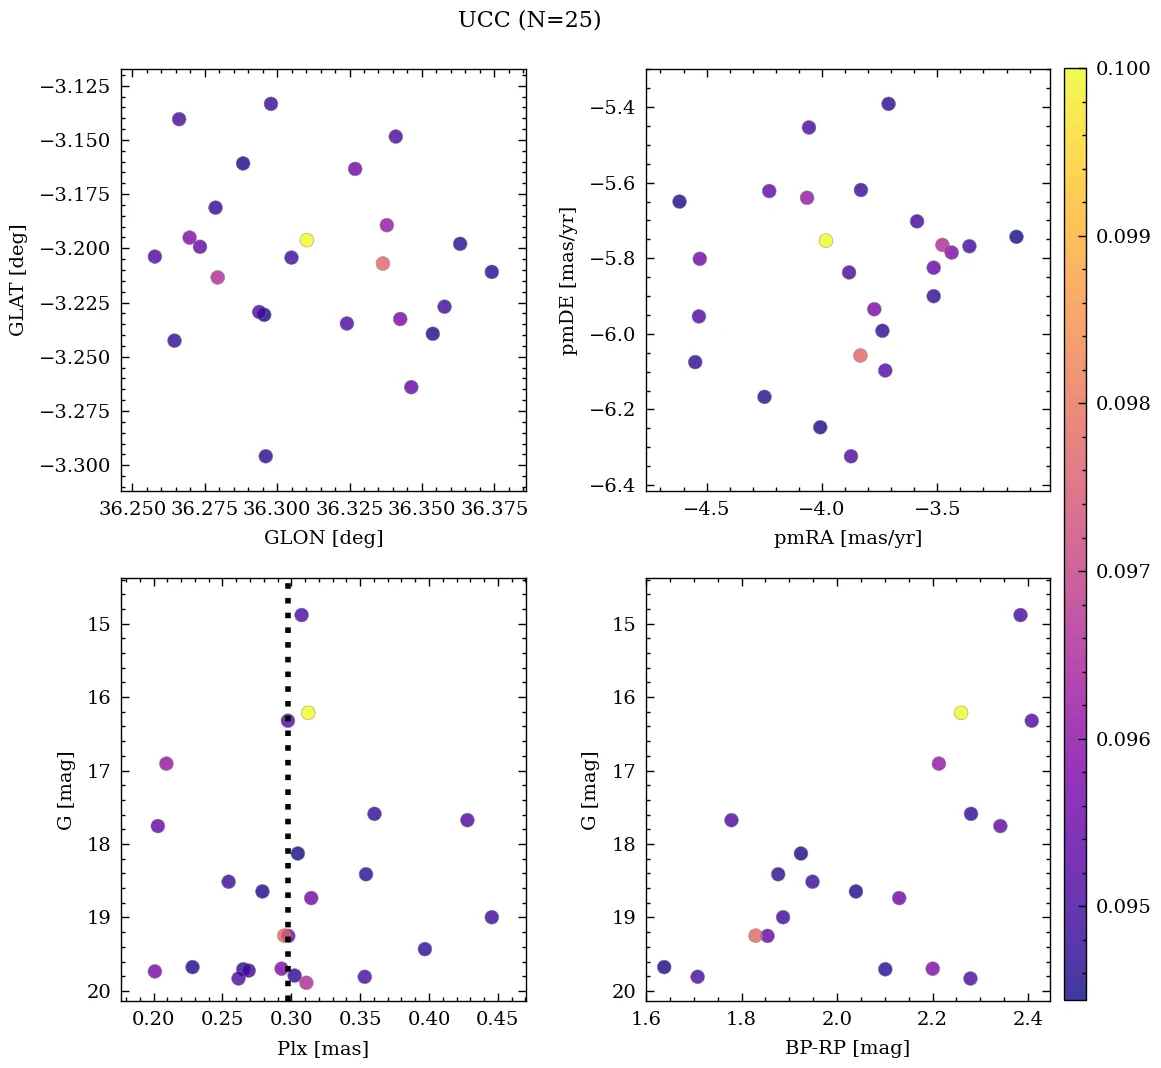 UCC (N=25)
−3.125
−3.150
−3.175
−3.200
−3.225
−3.250
−3.275
−3.300
GLAT [deg]
36.250 36.275 36.300 36.325 36.350 36.375
GLON [deg]
−5.4
−5.6
−5.8
−6.0
−6.2
−6.4
pmDE [mas/yr]
−4.5 −4.0 −3.5
pmRA [mas/yr]
0.100
0.099
0.098
0.097
0.096
0.095
15
16
17
18
19
20
G [mag]
0.20 0.25 0.30 0.35 0.40 0.45
Plx [mas]
15
16
17
18
19
20
G [mag]
1.6 1.8 2.0 2.2 2.4
BP-RP [mag]